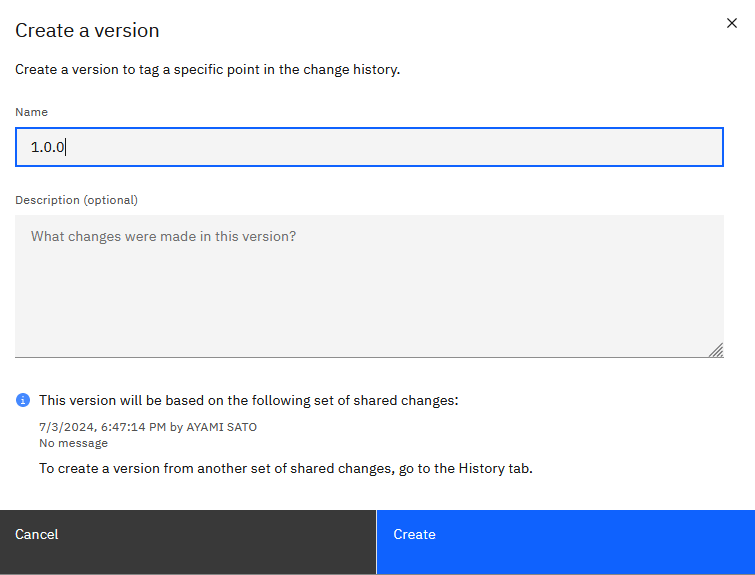 Create a version
Create a version to tag a specific point in the change history.
Name
1.0.0
Description (optional)
What changes were made in this version?
This version will be based on the following set of shared changes:
7/3/2024, 6:47:14 PM by AYAMI SATO
No message
To create a version from another set of shared changes, go to the History tab.
Cancel
Create